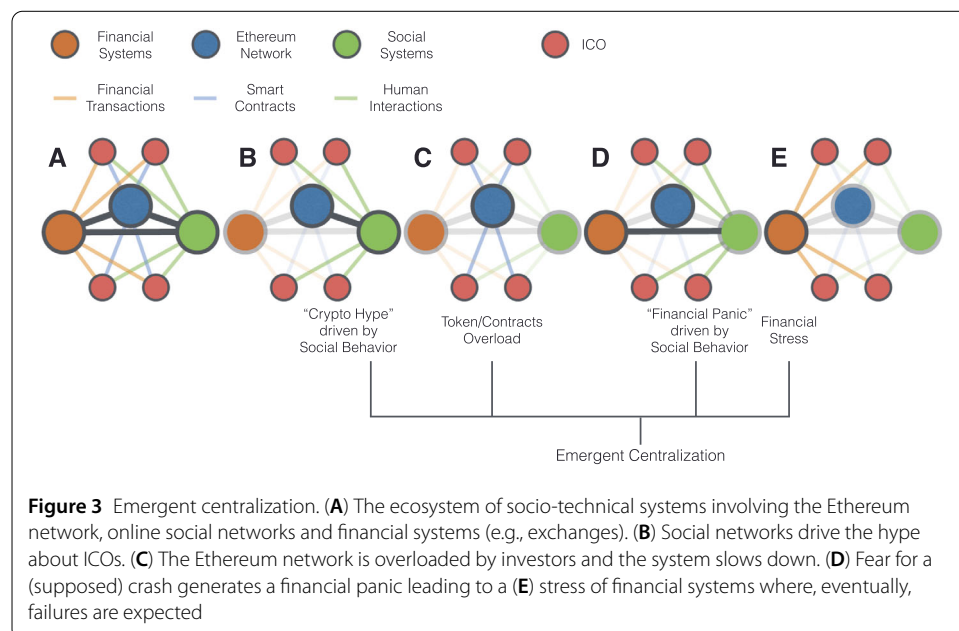 Financial Systems
Ethereum Network
Social Systems
ICO
Financial Transactions
Smart Contracts
Human Interactions
A B C D E
“Crypto Hype”
driven by
Social Behavior
Token/Contracts
Overload
“Financial Panic”
driven by
Social Behavior
Financial
Stress
Emergent Centralization
Figure 3 Emergent centralization. (A) The ecosystem of socio-technical systems involving the Ethereum
network, online social networks and financial systems (e.g., exchanges). (B) Social networks drive the hype
about ICOs. (C) The Ethereum network is overloaded by investors and the system slows down. (D) Fear for a
(supposed) crash generates a financial panic leading to a (E) stress of financial systems where, eventually,
failures are expected